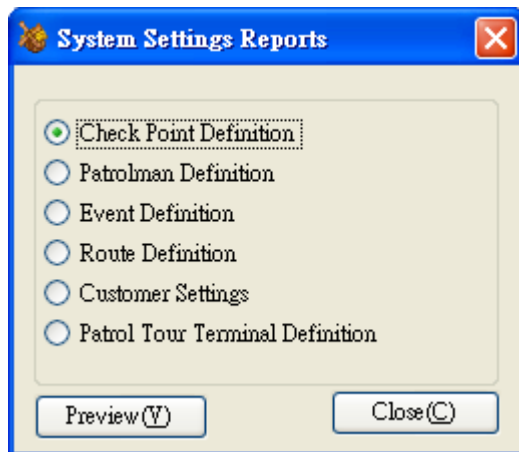 System Settings Reports
Check Point Definition
Patrolman Definition
Event Definition
Route Definition
Customer Settings
Patrol Tour Terminal Definition
Preview(V) Close(C)